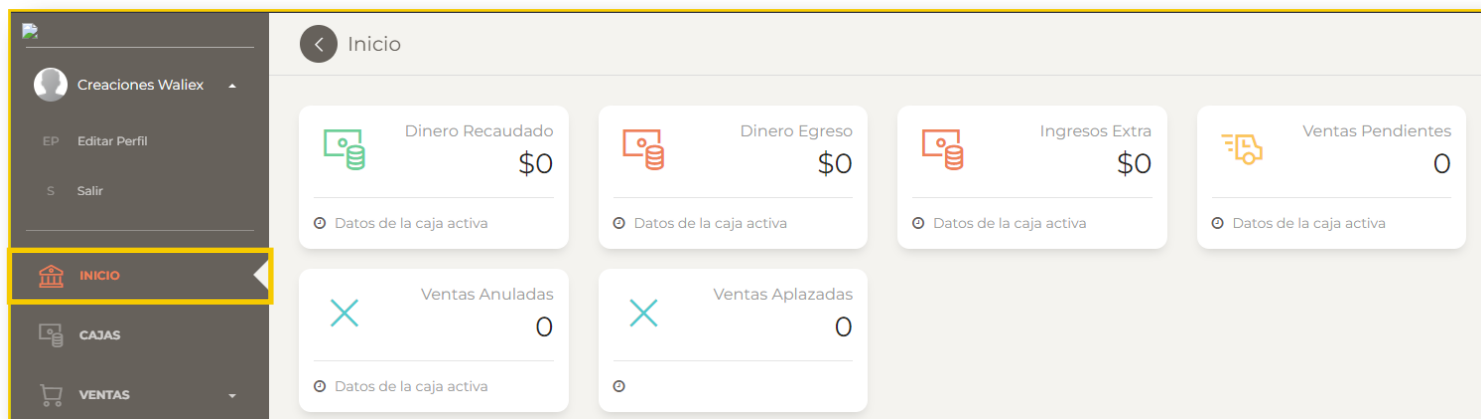 Creaciones Waliex
EP Editar Perfil
S Salir
INICIO
CAJAS
VENTAS
Inicio
Dinero Recaudado
$0
Datos de la caja activa
Dinero Egreso
$0
Datos de la caja activa
Ingresos Extra
$0
Datos de la caja activa
Ventas Pendientes
0
Datos de la caja activa
Ventas Anuladas
0
Datos de la caja activa
Ventas Aplazadas
0